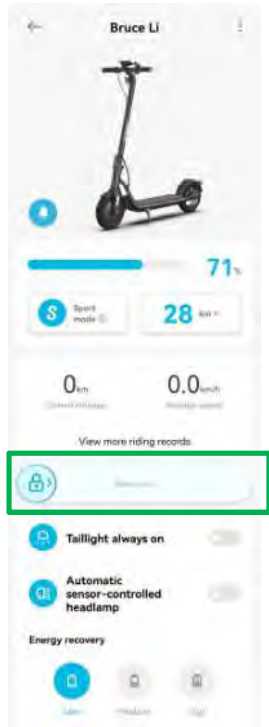 Bruce Li
71%
S
Sport
mode
28 km
0km
0.0km/h
View more riding records
Taillight always on
Automatic
sensor-controlled
headlamp
Energy recovery